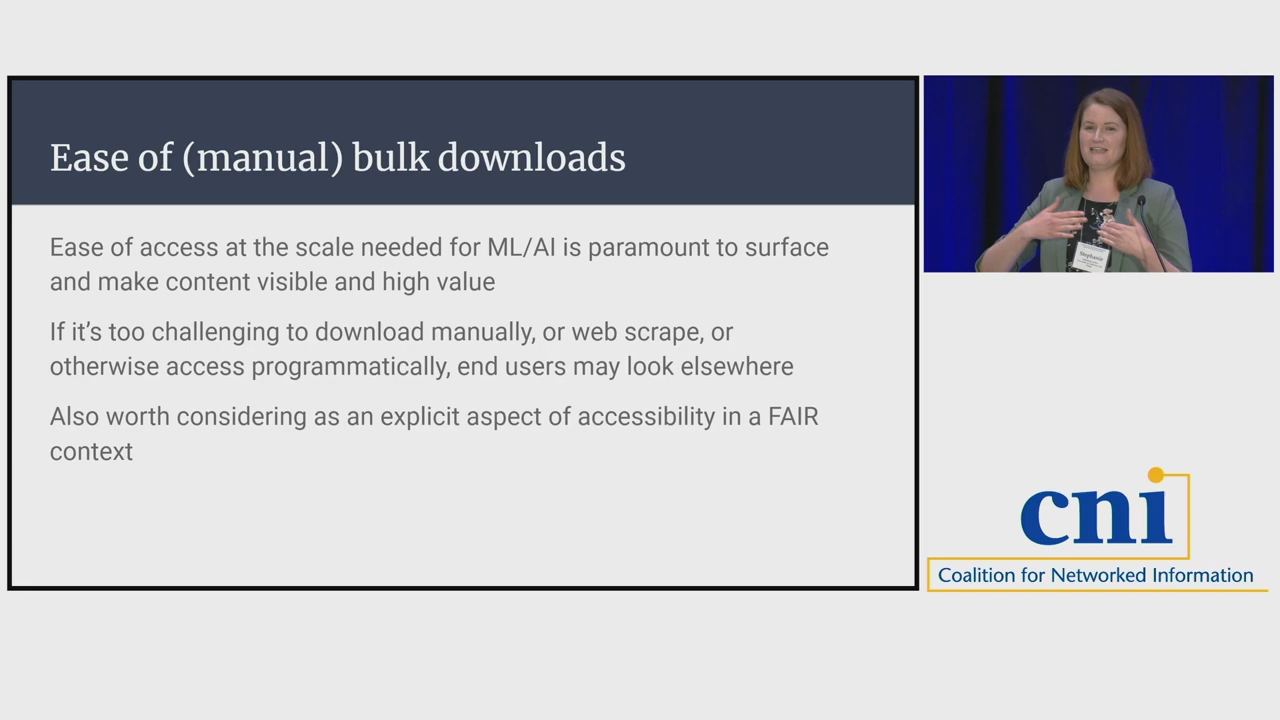 Ease of (manual) bulk downloads
Ease of access at the scale needed for ML/AI is paramount to surface
and make content visible and high value
If it's too challenging to download manually, or web scrape, or
otherwise access programmatically, end users may look elsewhere
Also worth considering as an explicit aspect of accessibility in a FAIR
context
Stephanie
cni
Coalition for Networked Information